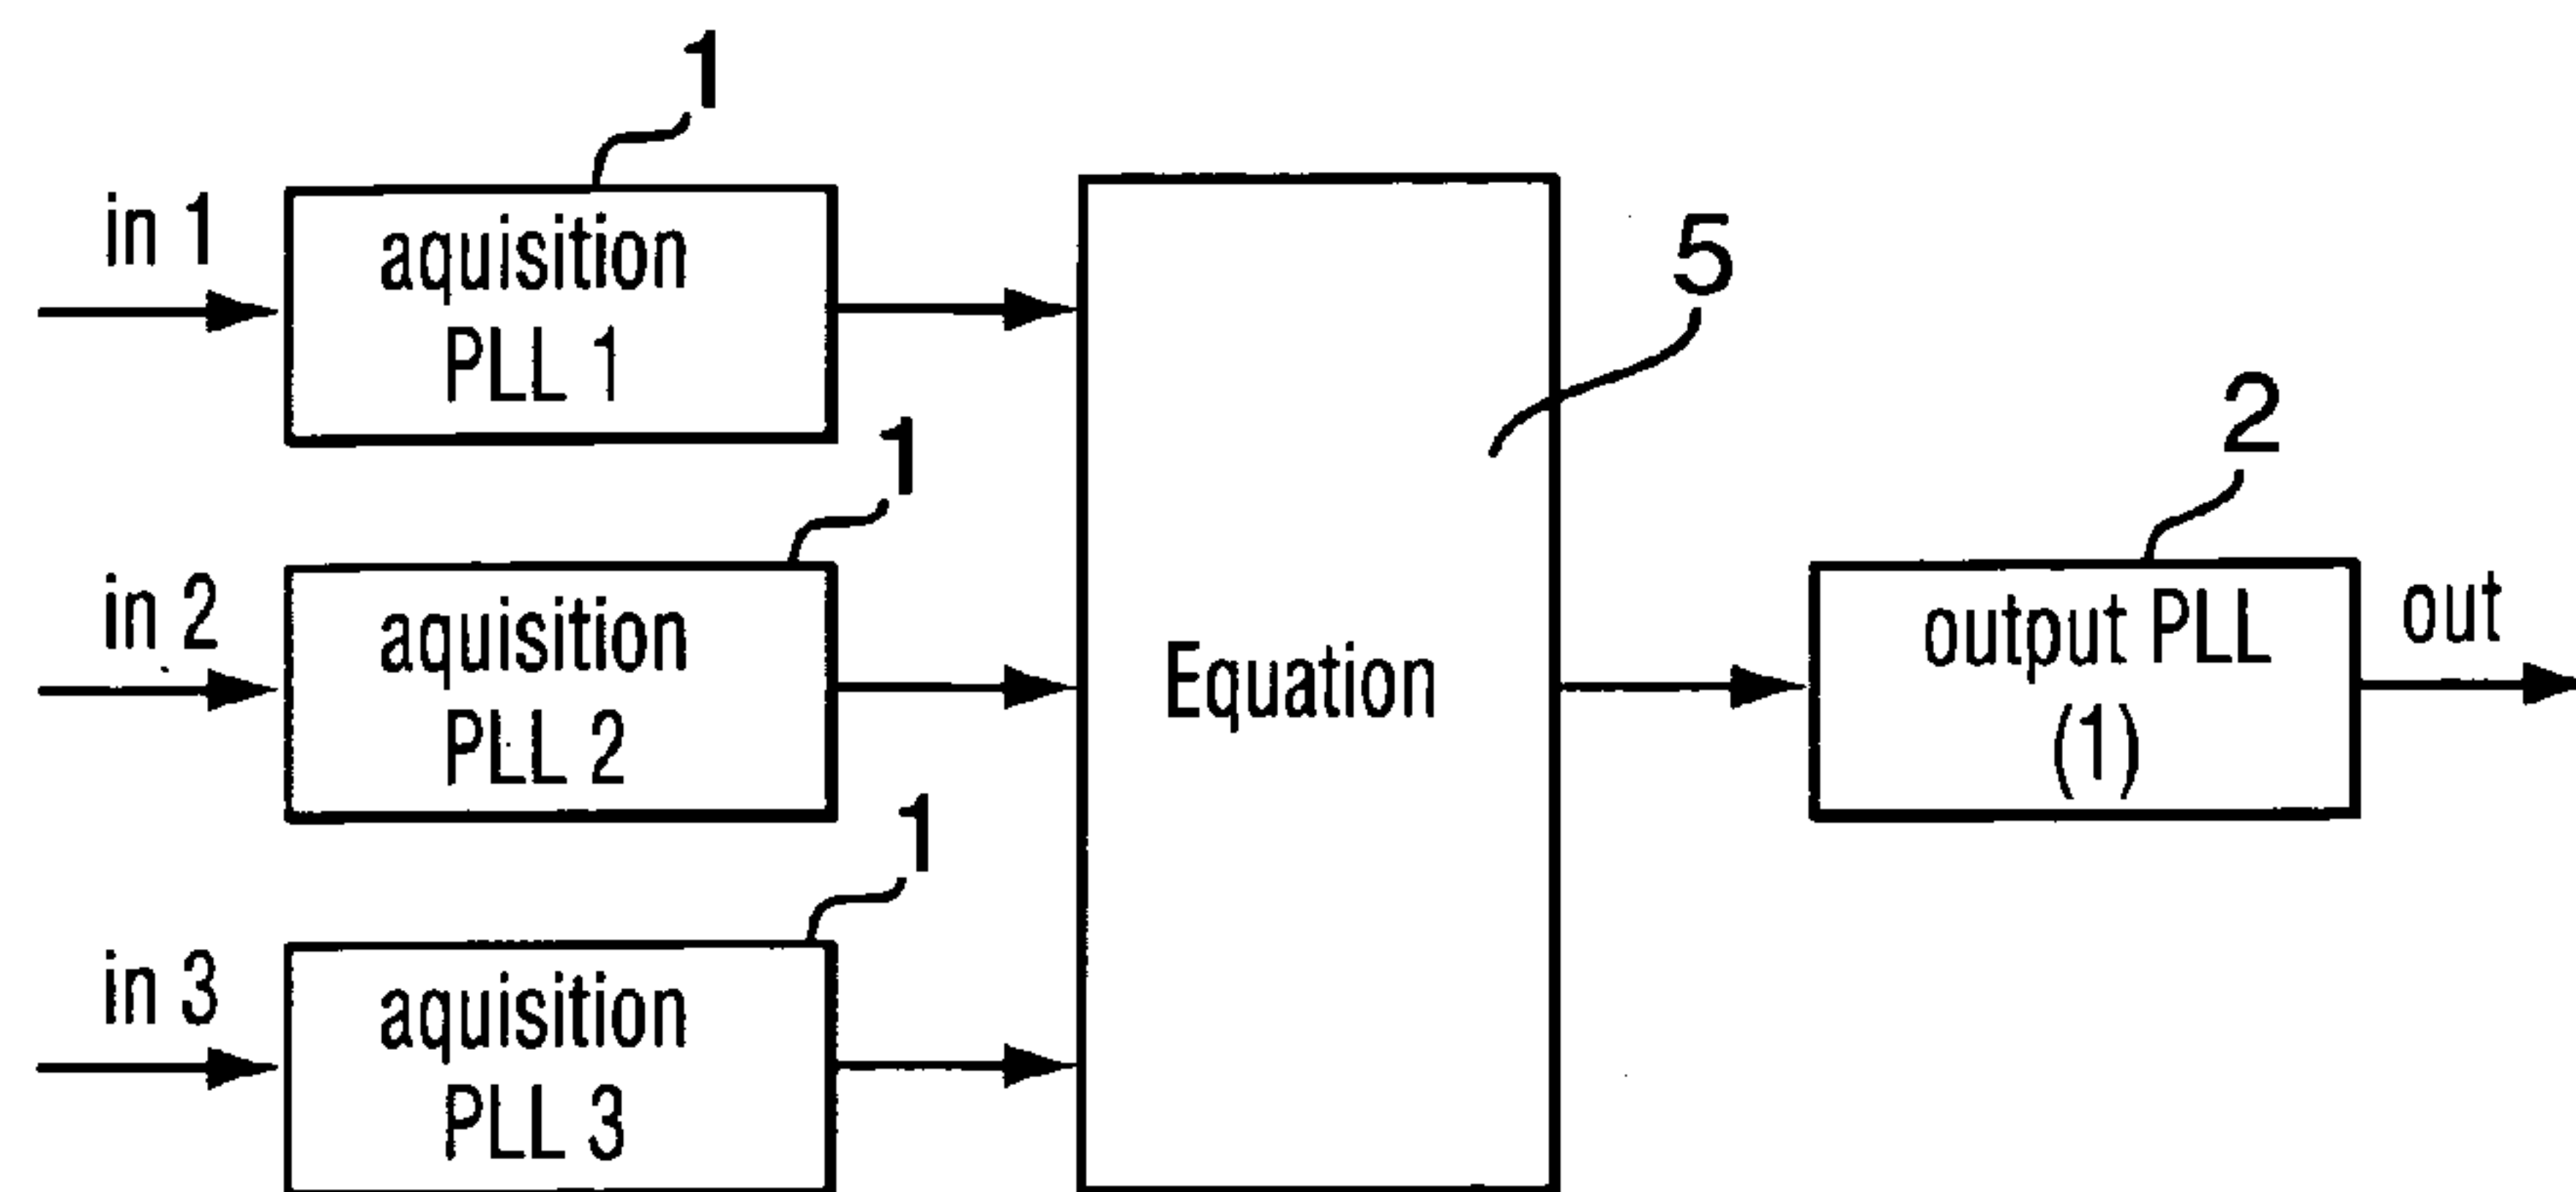 1
in 1
aquisition
PLL 1
1
in 2
aquisition
PLL 2
1
in 3
aquisition
PLL 3
5
Equation
2
output PLL
(1)
out